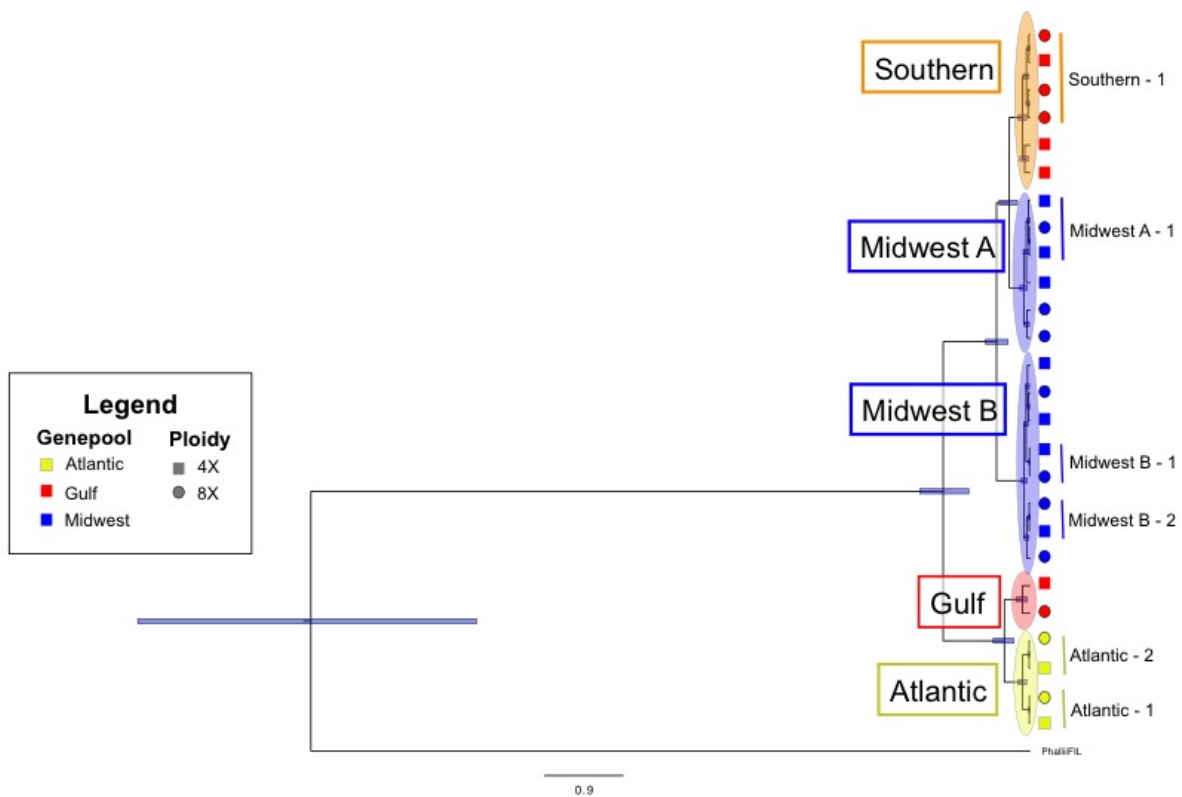 Southern
Southern - 1
Midwest A - 1
Midwest A
Legend
Genepool
Ploidy
Atlantic
4X
Gulf
8X
Midwest
Midwest B
Midwest B - 1
Midwest B - 2
Gulf
Atlantic - 2
Atlantic
Atlantic - 1
PhalliiFIL
0.9